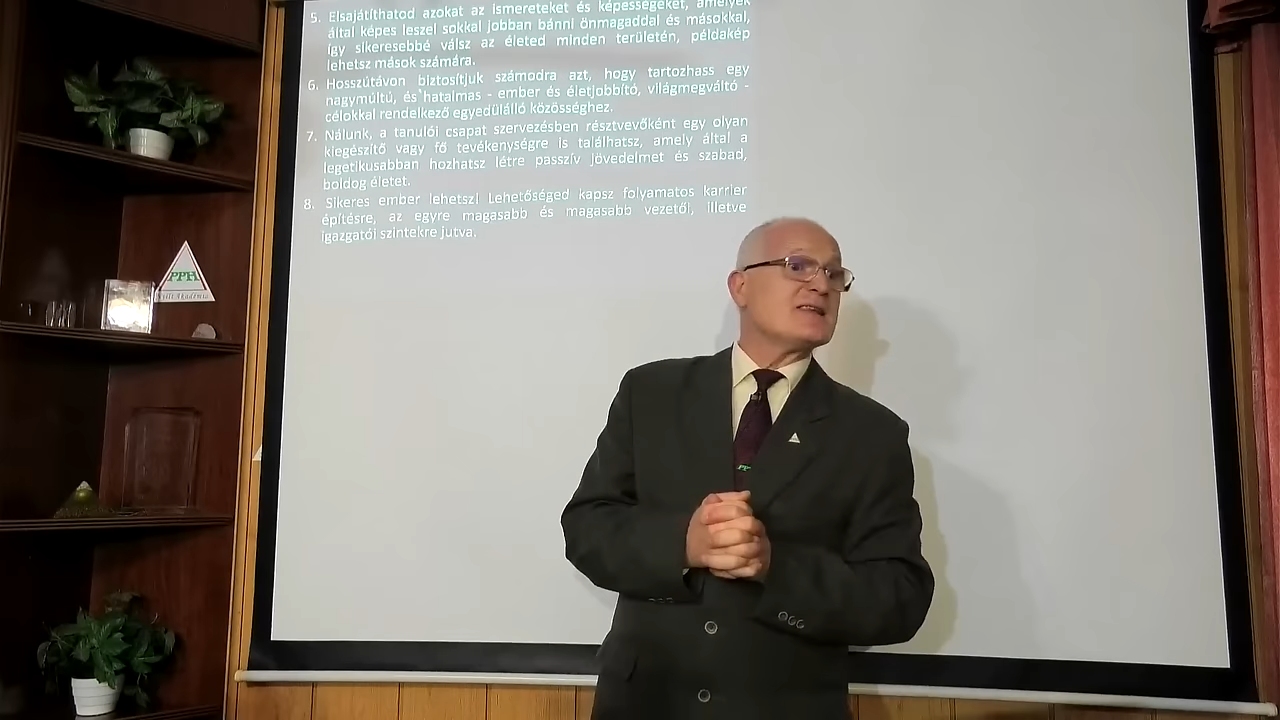 5. Elsajátíthatod azokat az ismereteket és képességeket, amelyek
által képes leszel sokkal jobban bánni önmagaddal és másokkal,
így sikeresebbé válsz az életed minden területén, példakép
lehetsz mások számára.
6. Hosszútávon biztosítjuk számodra azt, hogy tartozhass egy
nagymúltú, és hatalmas - ember és életjobbító, világmegváltó -
célokkal rendelkező egyedülálló közösséghez.
7. Nálunk, a tanulói csapat szervezésben résztvevőként egy olyan
kiegészítő vagy fő tevékenységre is találhatsz, amely által a
legetikusabban hozhatsz létre passzív jövedelmet és szabad,
boldog életet.
8. Sikeres ember lehetsz! Lehetőséged kapsz folyamatos karrier
építésre, az egyre magasabb és magasabb vezetői, illetve
igazgatói szintekre jutva.
PPH
Akadémia